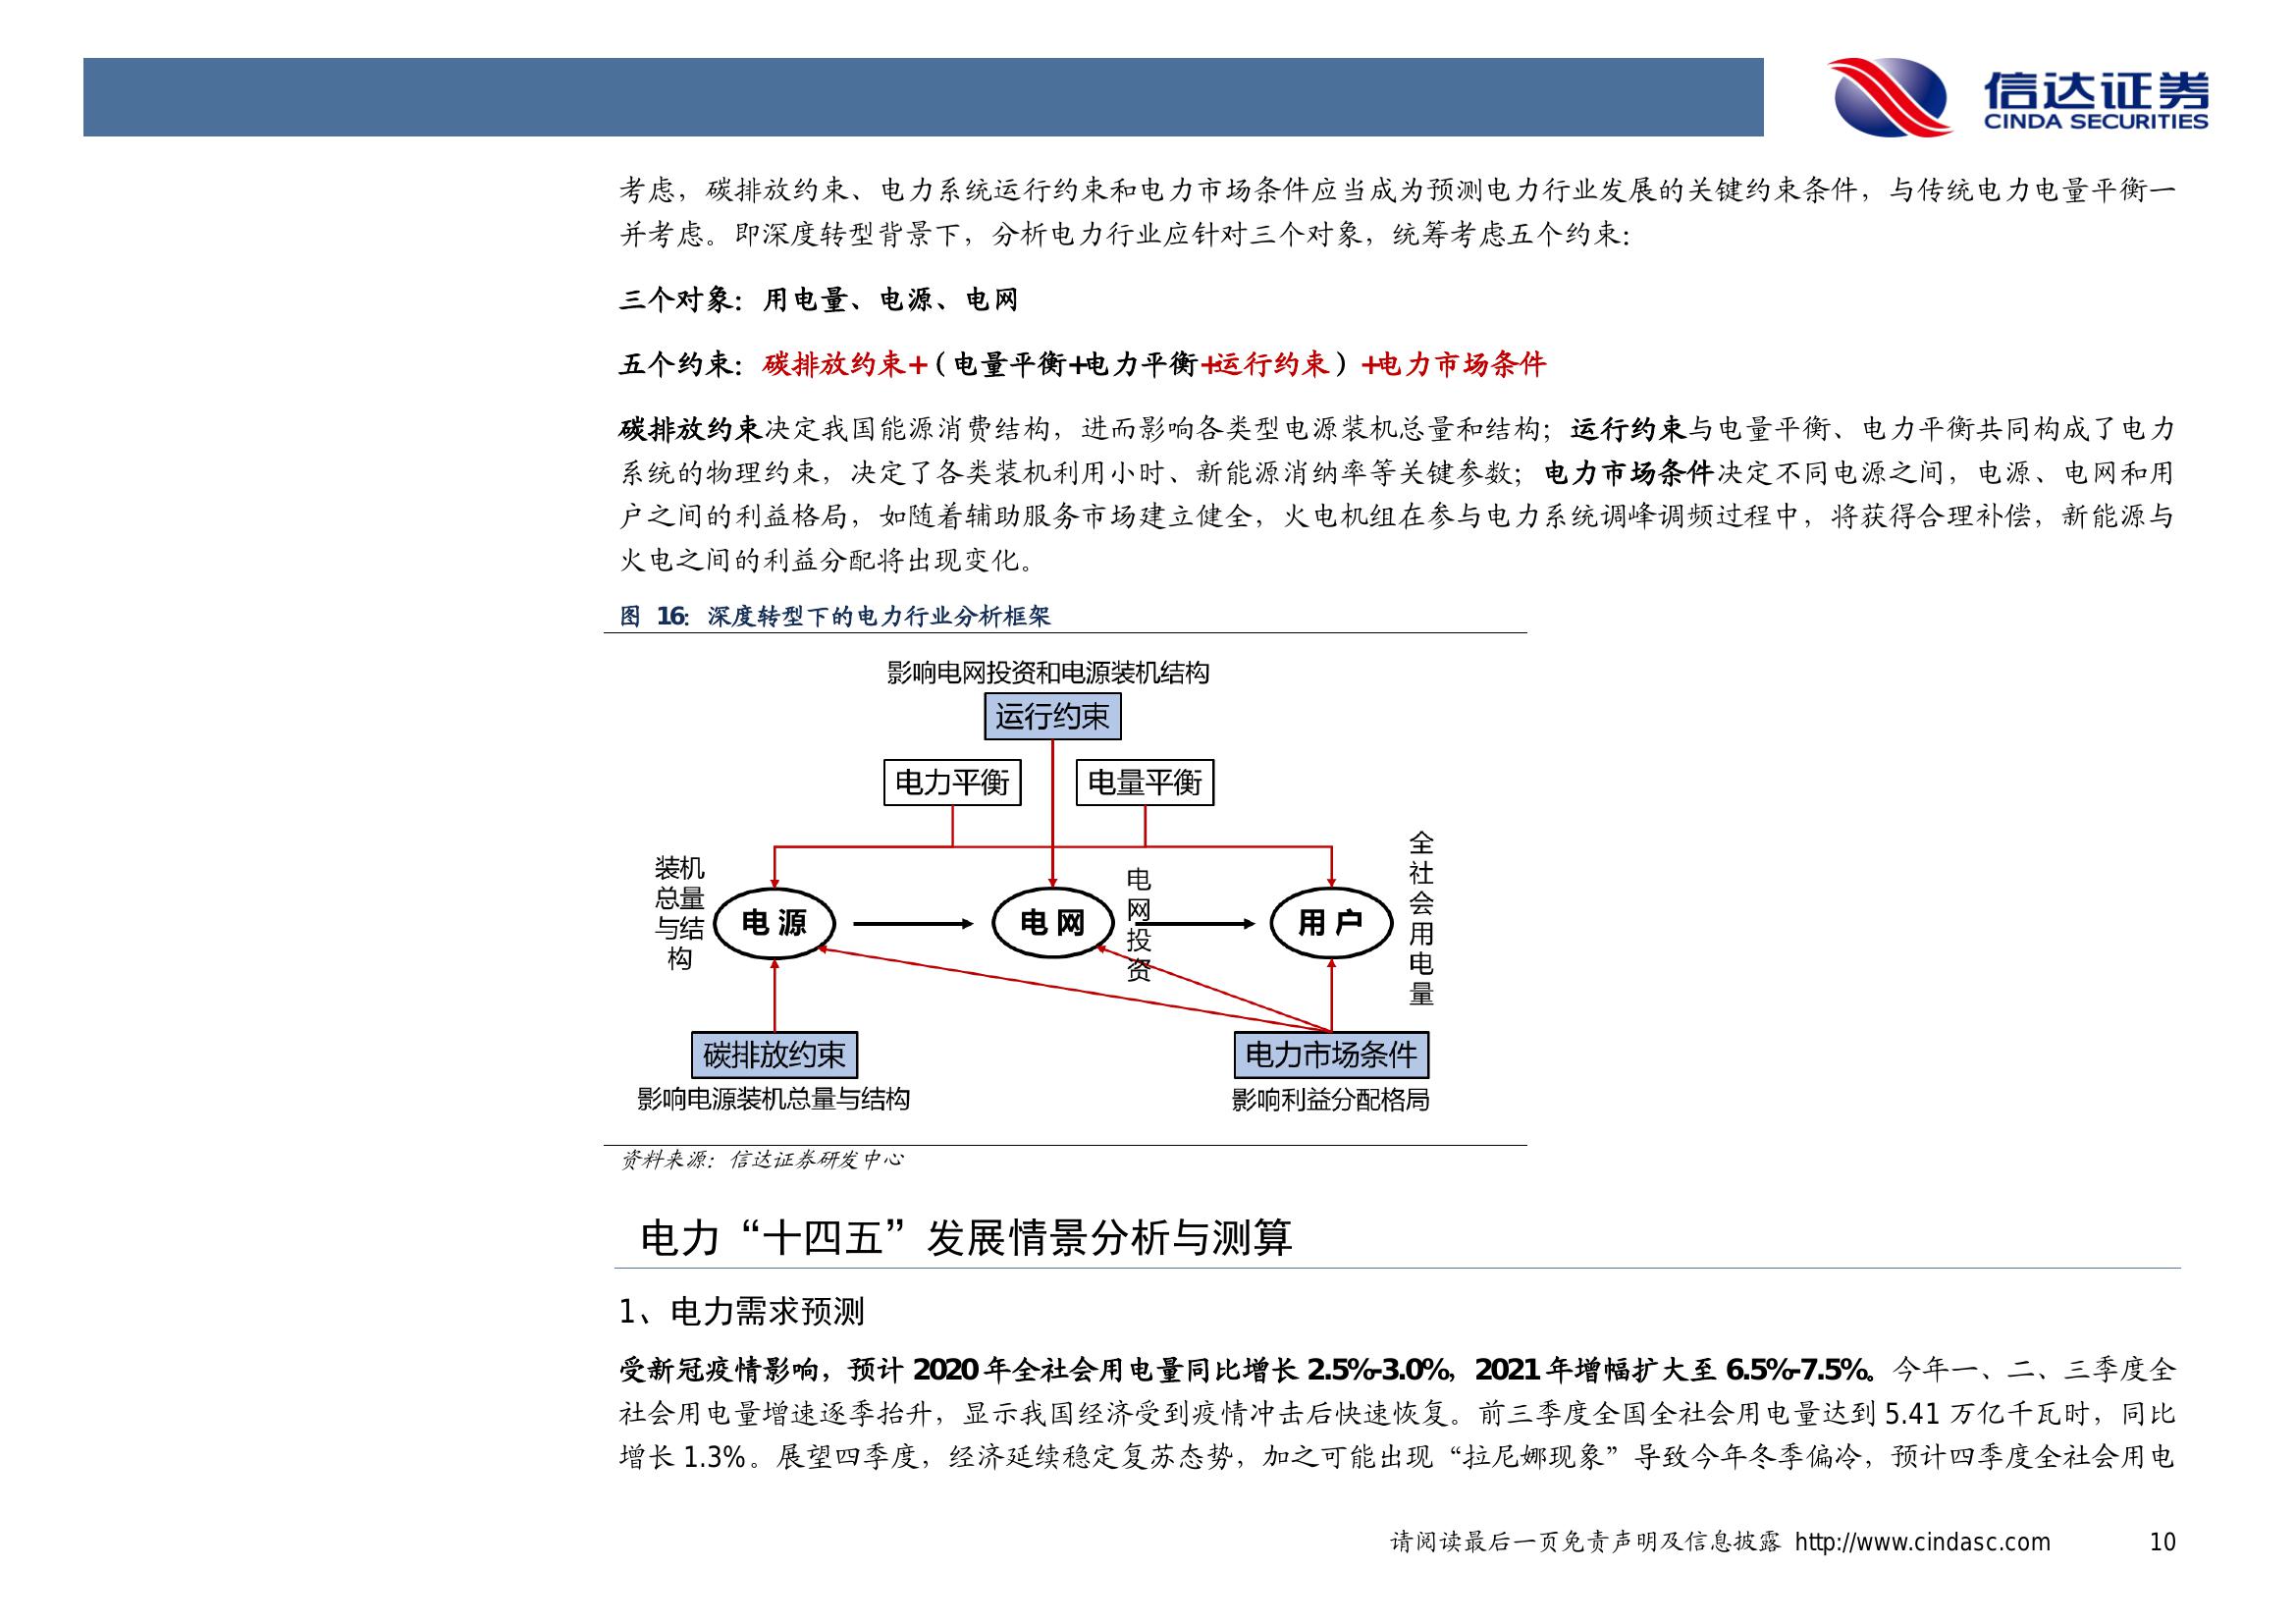 信达证券
CINDA SECURITIES
考虑，碳排放约束、电力系统运行约束和电力市场条件应当成为预测电力行业发展的关键约束条件，与传统电力电量平衡一
并考虑。即深度转型背景下，分析电力行业应针对三个对象，统筹考虑五个约束：
三个对象：用电量、电源、电网
五个约束：碳排放约束+（电量平衡+电力平衡+运行约束）+电力市场条件
碳排放约束决定我国能源消费结构，进而影响各类型电源装机总量和结构；运行约束与电量平衡、电力平衡共同构成了电力
系统的物理约束，决定了各类装机利用小时、新能源消纳率等关键参数；电力市场条件决定不同电源之间，电源、电网和用
户之间的利益格局，如随着辅助服务市场建立健全，火电机组在参与电力系统调峰调频过程中，将获得合理补偿，新能源与
火电之间的利益分配将出现变化。
图 16：深度转型下的电力行业分析框架
影响电网投资和电源装机结构
运行约束
电力平衡
电量平衡
装机
总量
与结
构
电源
电网
电
网
投
资
用户
全
社
会
用
电
量
碳排放约束
电力市场条件
影响电源装机总量与结构
影响利益分配格局
资料来源：信达证券研发中心
电力“十四五”发展情景分析与测算
1、电力需求预测
受新冠疫情影响，预计 2020 年全社会用电量同比增长 2.5%-3.0%，2021 年增幅扩大至 6.5%-7.5%。今年一、二、三季度全
社会用电量增速逐季抬升，显示我国经济受到疫情冲击后快速恢复。前三季度全国全社会用电量达到 5.41 万亿千瓦时，同比
增长 1.3%。展望四季度，经济延续稳定复苏态势，加之可能出现“拉尼娜现象”导致今年冬季偏冷，预计四季度全社会用电
请阅读最后一页免责声明及信息披露 http://www.cindasc.com 10